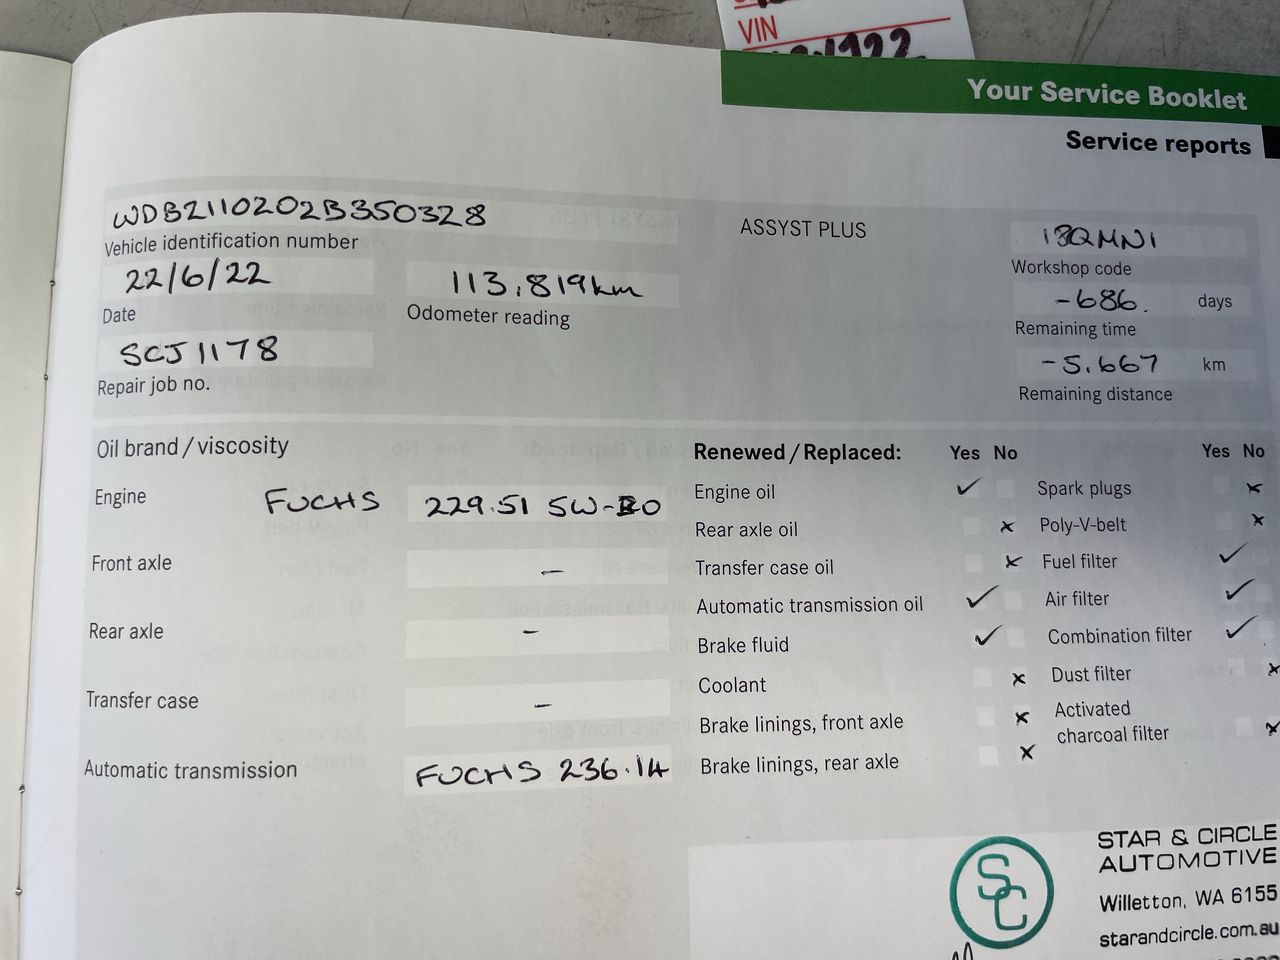 VIN
Your Service Booklet
Service reports
WDB2110202B350328
Vehicle identification number
ASSYST PLUS
Workshop code
22/6/22
Date
113.819km
Odometer reading
-686. days
Remaining time
SCJ1178
Repair job no.
-5.667 km
Remaining distance
Oil brand / viscosity
Engine FUCHS 229.51 5W-30
Front axle -
Rear axle -
Transfer case -
Automatic transmission FUCHS 236.14
Renewed / Replaced: Yes No
Engine oil ✓
Rear axle oil x
Transfer case oil x
Automatic transmission oil ✓
Brake fluid ✓
Coolant x
Brake linings, front axle x
Brake linings, rear axle x
Yes No
Spark plugs x
Poly-V-belt x
Fuel filter ✓
Air filter ✓
Combination filter ✓
Dust filter x
Activated
charcoal filter x
SC
STAR & CIRCLE
AUTOMOTIVE
Willetton, WA 6155
starandcircle.com.au